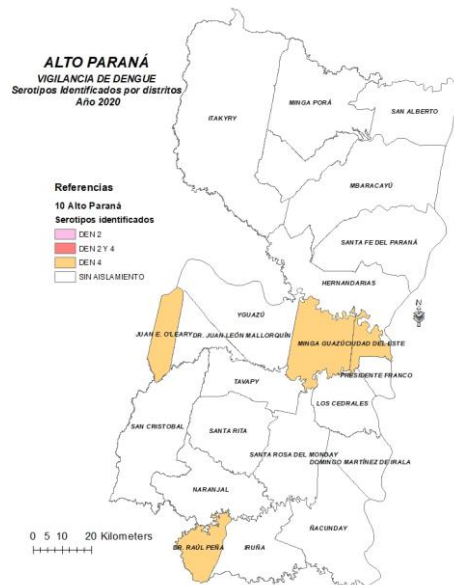 ALTO PARANÁ
VIGILANCIA DE DENGUE
Serotipos Identificados por distritos
Año 2020
Referencias
10 Alto Paraná
Serotipos identificados
DEN 2
DEN 2 Y 4
DEN 4
SIN AISLAMIENTO
ITAKYRY
MINGA PORÁ
SAN ALBERTO
MBARACAYÚ
SANTA FE DEL PARANÁ
HERNANDARIAS
N
YGUAZÚ
JUAN E. O'LEARY
DR. JUAN LEÓN MALLORQUÍN
MINGA GUAZÚ
CIUDAD DEL ESTE
PRESIDENTE FRANCO
TAVAPY
LOS CEDRALES
SAN CRISTOBAL
SANTA RITA
SANTA ROSA DEL MONDAY
DOMINGO MARTÍNEZ DE IRALA
NARANJAL
ÑACUNDAY
DR. RAÚL PEÑA
IRUÑA
0 5 10 20 Kilometers